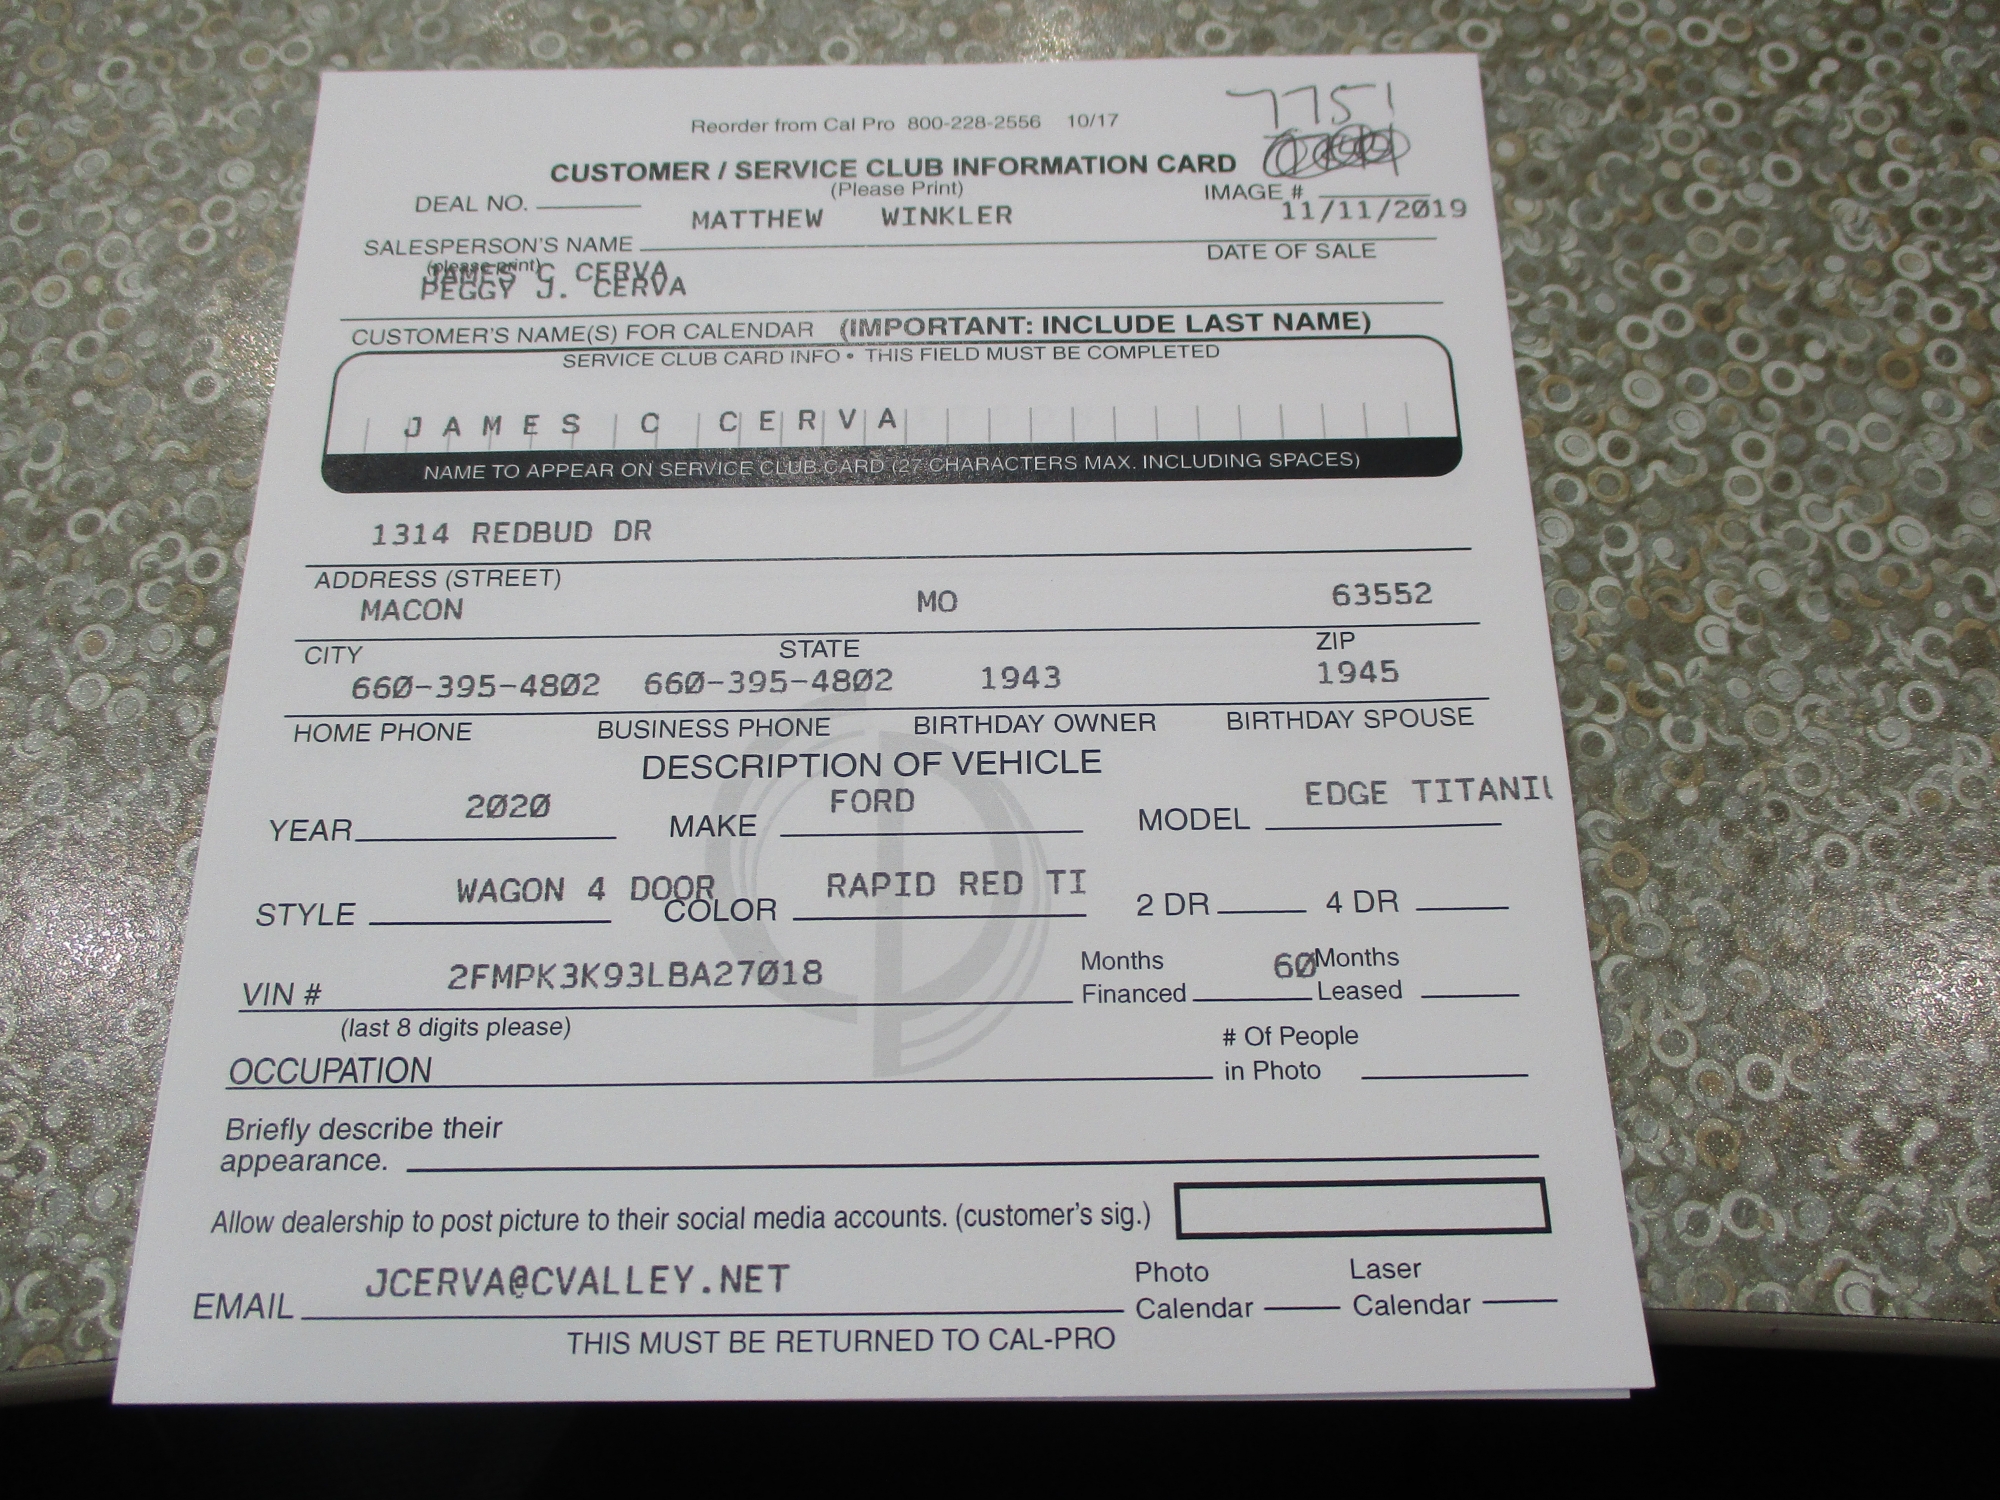 7751
Reorder from Cal Pro 800-228-2556 10/17
CUSTOMER / SERVICE CLUB INFORMATION CARD
(Please Print)
DEAL NO. IMAGE #
MATTHEW WINKLER 11/11/2019
SALESPERSON'S NAME DATE OF SALE
(please print)
JAMES C CERVA
PEGGY J. CERVA
CUSTOMER'S NAME(S) FOR CALENDAR (IMPORTANT: INCLUDE LAST NAME)
SERVICE CLUB CARD INFO • THIS FIELD MUST BE COMPLETED
JAMES C CERVA
NAME TO APPEAR ON SERVICE CLUB CARD (27 CHARACTERS MAX. INCLUDING SPACES)
1314 REDBUD DR
ADDRESS (STREET)
MACON MO 63552
CITY STATE ZIP
660-395-4802 660-395-4802 1943 1945
HOME PHONE BUSINESS PHONE BIRTHDAY OWNER BIRTHDAY SPOUSE
DESCRIPTION OF VEHICLE
2020 FORD EDGE TITANIU
YEAR MAKE MODEL
WAGON 4 DOOR RAPID RED TI
STYLE COLOR 2 DR 4 DR
2FMPK3K93LBA27018 Months 60 Months
VIN # Financed Leased
(last 8 digits please) # Of People
OCCUPATION in Photo
Briefly describe their
appearance.
Allow dealership to post picture to their social media accounts. (customer's sig.)
JCERVA@CVALLEY.NET Photo Laser
EMAIL Calendar Calendar
THIS MUST BE RETURNED TO CAL-PRO